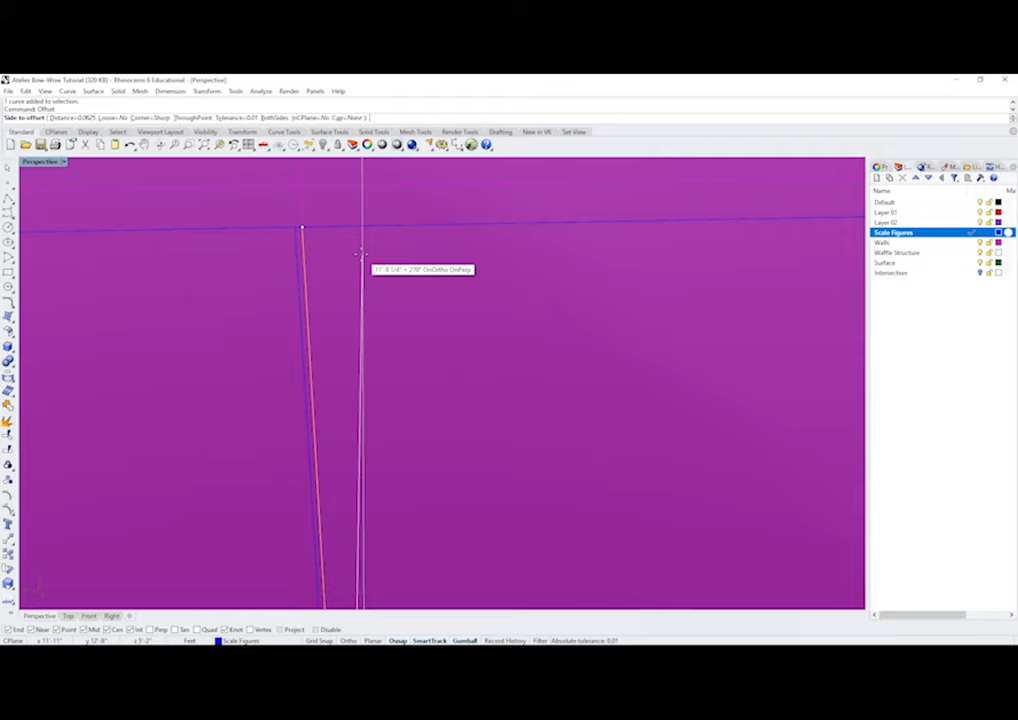 Atelier Bow-Wow Tutorial (320 KB) - Rhinoceros 6 Educational - [Perspective]
File Edit View Curve Surface Solid Mesh Dimension Transform Tools Analyze Render Panels Help
1 curve added to selection.
Command: Offset
Side to offset ( Distance=0.0625 Loose=No Corner=Sharp ThroughPoint Tolerance=0.01 BothSides InCPlane=No Cap=None ):
Standard CPlanes Display Select Viewport Layout Visibility Transform Curve Tools Surface Tools Solid Tools Mesh Tools Render Tools Drafting New in V6 Set View
Perspective
Name
Default
Layer 01
Layer 02
Scale Figures
Walls
Waffle Structure
Surface
Intersection
Perspective Top Front Right
End Near Point Mid Cen Int Perp Tan Quad Knot Vertex Project Disable
CPlane x 11'-11" y 12'-8" z 5'-2" Feet Scale Figures Grid Snap Ortho Planar Osnap SmartTrack Gumball Record History Filter Absolute tolerance: 0.01